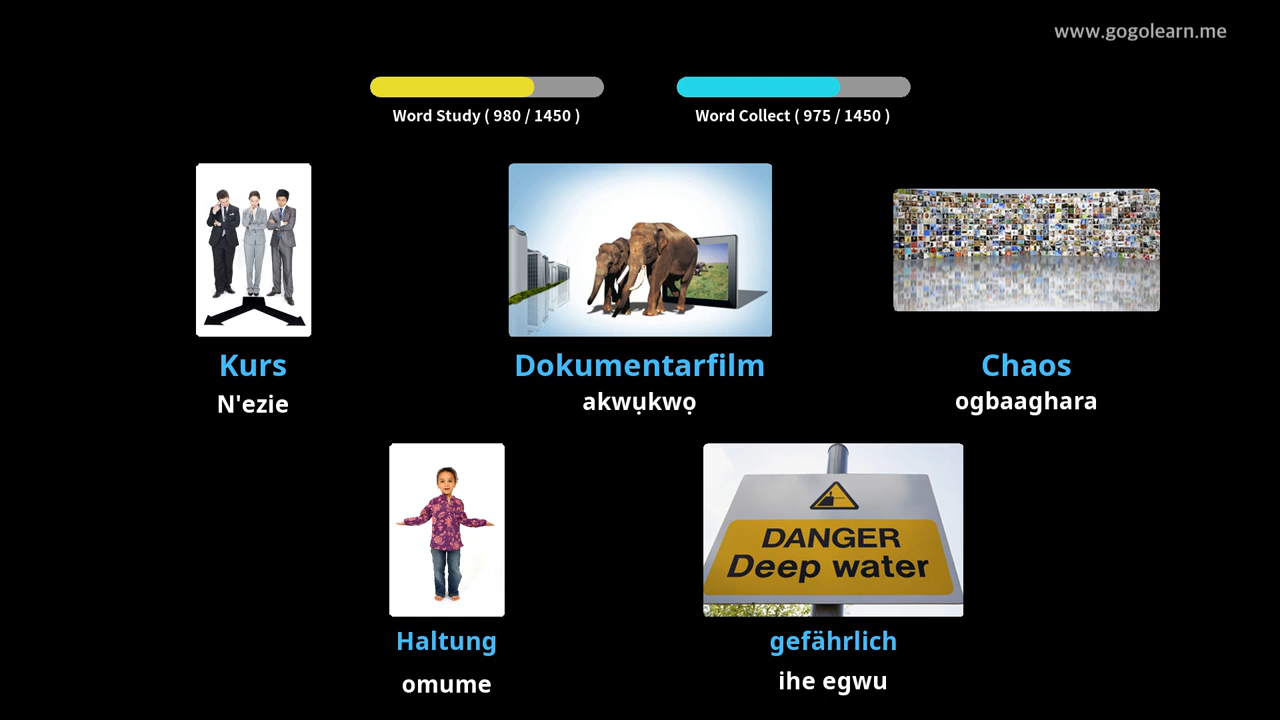 www.gogolearn.me
Word Study ( 980 / 1450 )
Word Collect ( 975 / 1450 )
Kurs
N'ezie
Dokumentarfilm
akwụkwọ
Chaos
ogbaaghara
DANGER
Deep water
Haltung
omume
gefährlich
ihe egwu